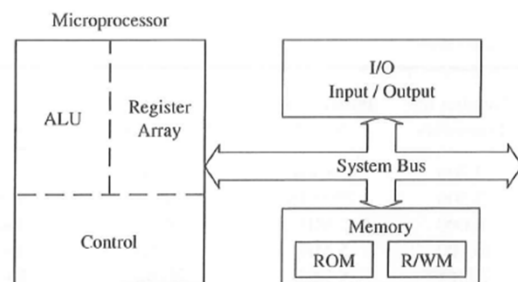 Microprocessor
ALU
Register
Array
Control
I/O
Input / Output
System Bus
Memory
ROM
R/WM